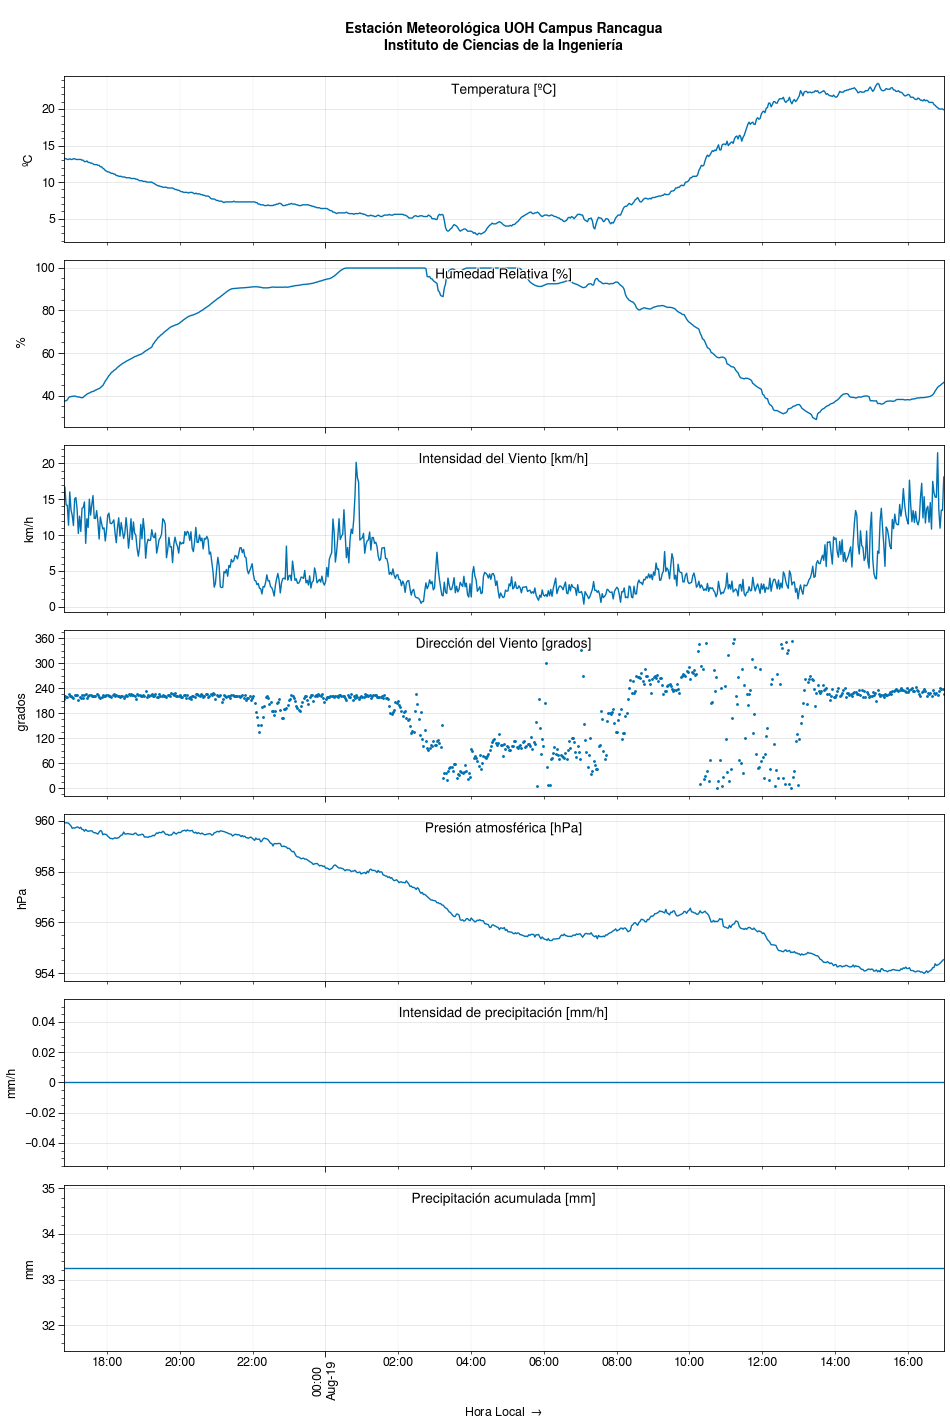 Estación Meteorológica UOH Campus Rancagua
Instituto de Ciencias de la Ingeniería
Temperatura [ºC]
ºC
20
15
10
5
Humedad Relativa [%]
%
100
80
60
40
Intensidad del Viento [km/h]
km/h
20
15
10
5
0
Dirección del Viento [grados]
grados
360
300
240
180
120
60
0
Presión atmosférica [hPa]
hPa
960
958
956
954
Intensidad de precipitación [mm/h]
mm/h
0.04
0.02
0
−0.02
−0.04
Precipitación acumulada [mm]
mm
35
34
33
32
18:00 20:00 22:00 00:00 02:00 04:00 06:00 08:00 10:00 12:00 14:00 16:00
Aug-19
Hora Local →